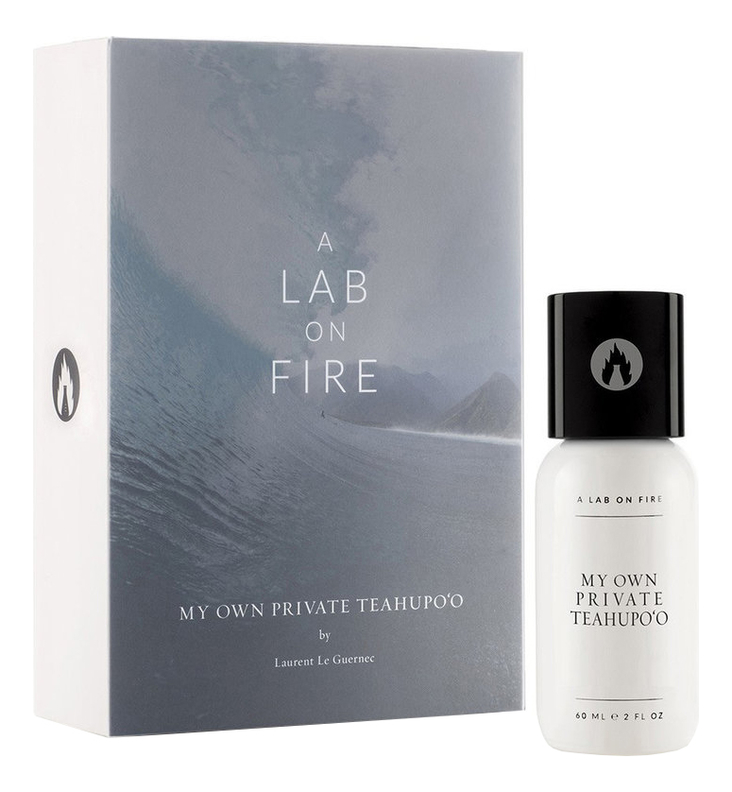 A
LAB
ON
FIRE
MY OWN PRIVATE TEAHUPO‘O
by
Laurent Le Guernec
A LAB ON FIRE
MY OWN
PRIVATE
TEAHUPO‘O
60 ML ℮ 2 FL OZ